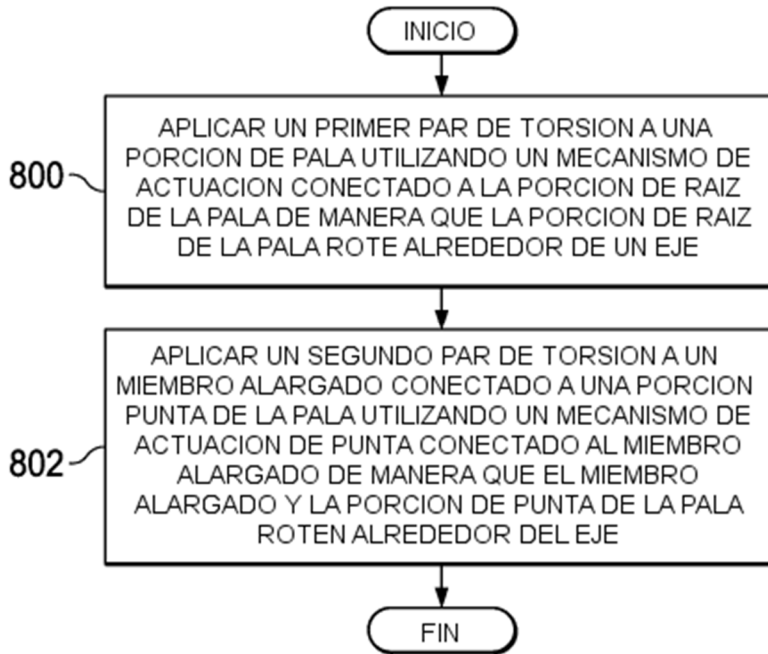 INICIO
800
APLICAR UN PRIMER PAR DE TORSION A UNA
PORCION DE PALA UTILIZANDO UN MECANISMO DE
ACTUACION CONECTADO A LA PORCION DE RAIZ
DE LA PALA DE MANERA QUE LA PORCION DE RAIZ
DE LA PALA ROTE ALREDEDOR DE UN EJE
802
APLICAR UN SEGUNDO PAR DE TORSION A UN
MIEMBRO ALARGADO CONECTADO A UNA PORCION
PUNTA DE LA PALA UTILIZANDO UN MECANISMO DE
ACTUACION DE PUNTA CONECTADO AL MIEMBRO
ALARGADO DE MANERA QUE EL MIEMBRO
ALARGADO Y LA PORCION DE PUNTA DE LA PALA
ROTEN ALREDEDOR DEL EJE
FIN